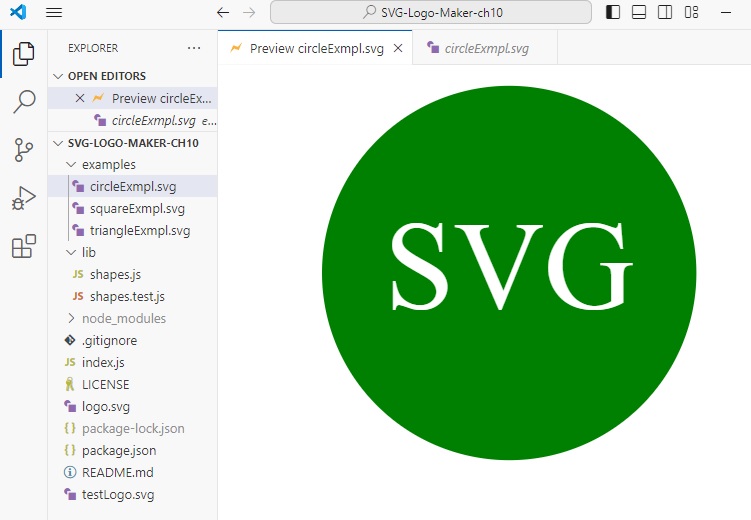 SVG-Logo-Maker-ch10
EXPLORER
Preview circleExmpl.svg
circleExmpl.svg
OPEN EDITORS
Preview circleEx...
circleExmpl.svg e...
SVG-LOGO-MAKER-CH10
examples
circleExmpl.svg
squareExmpl.svg
triangleExmpl.svg
lib
JS shapes.js
JS shapes.test.js
node_modules
.gitignore
JS index.js
LICENSE
logo.svg
{} package-lock.json
{} package.json
README.md
testLogo.svg
SVG